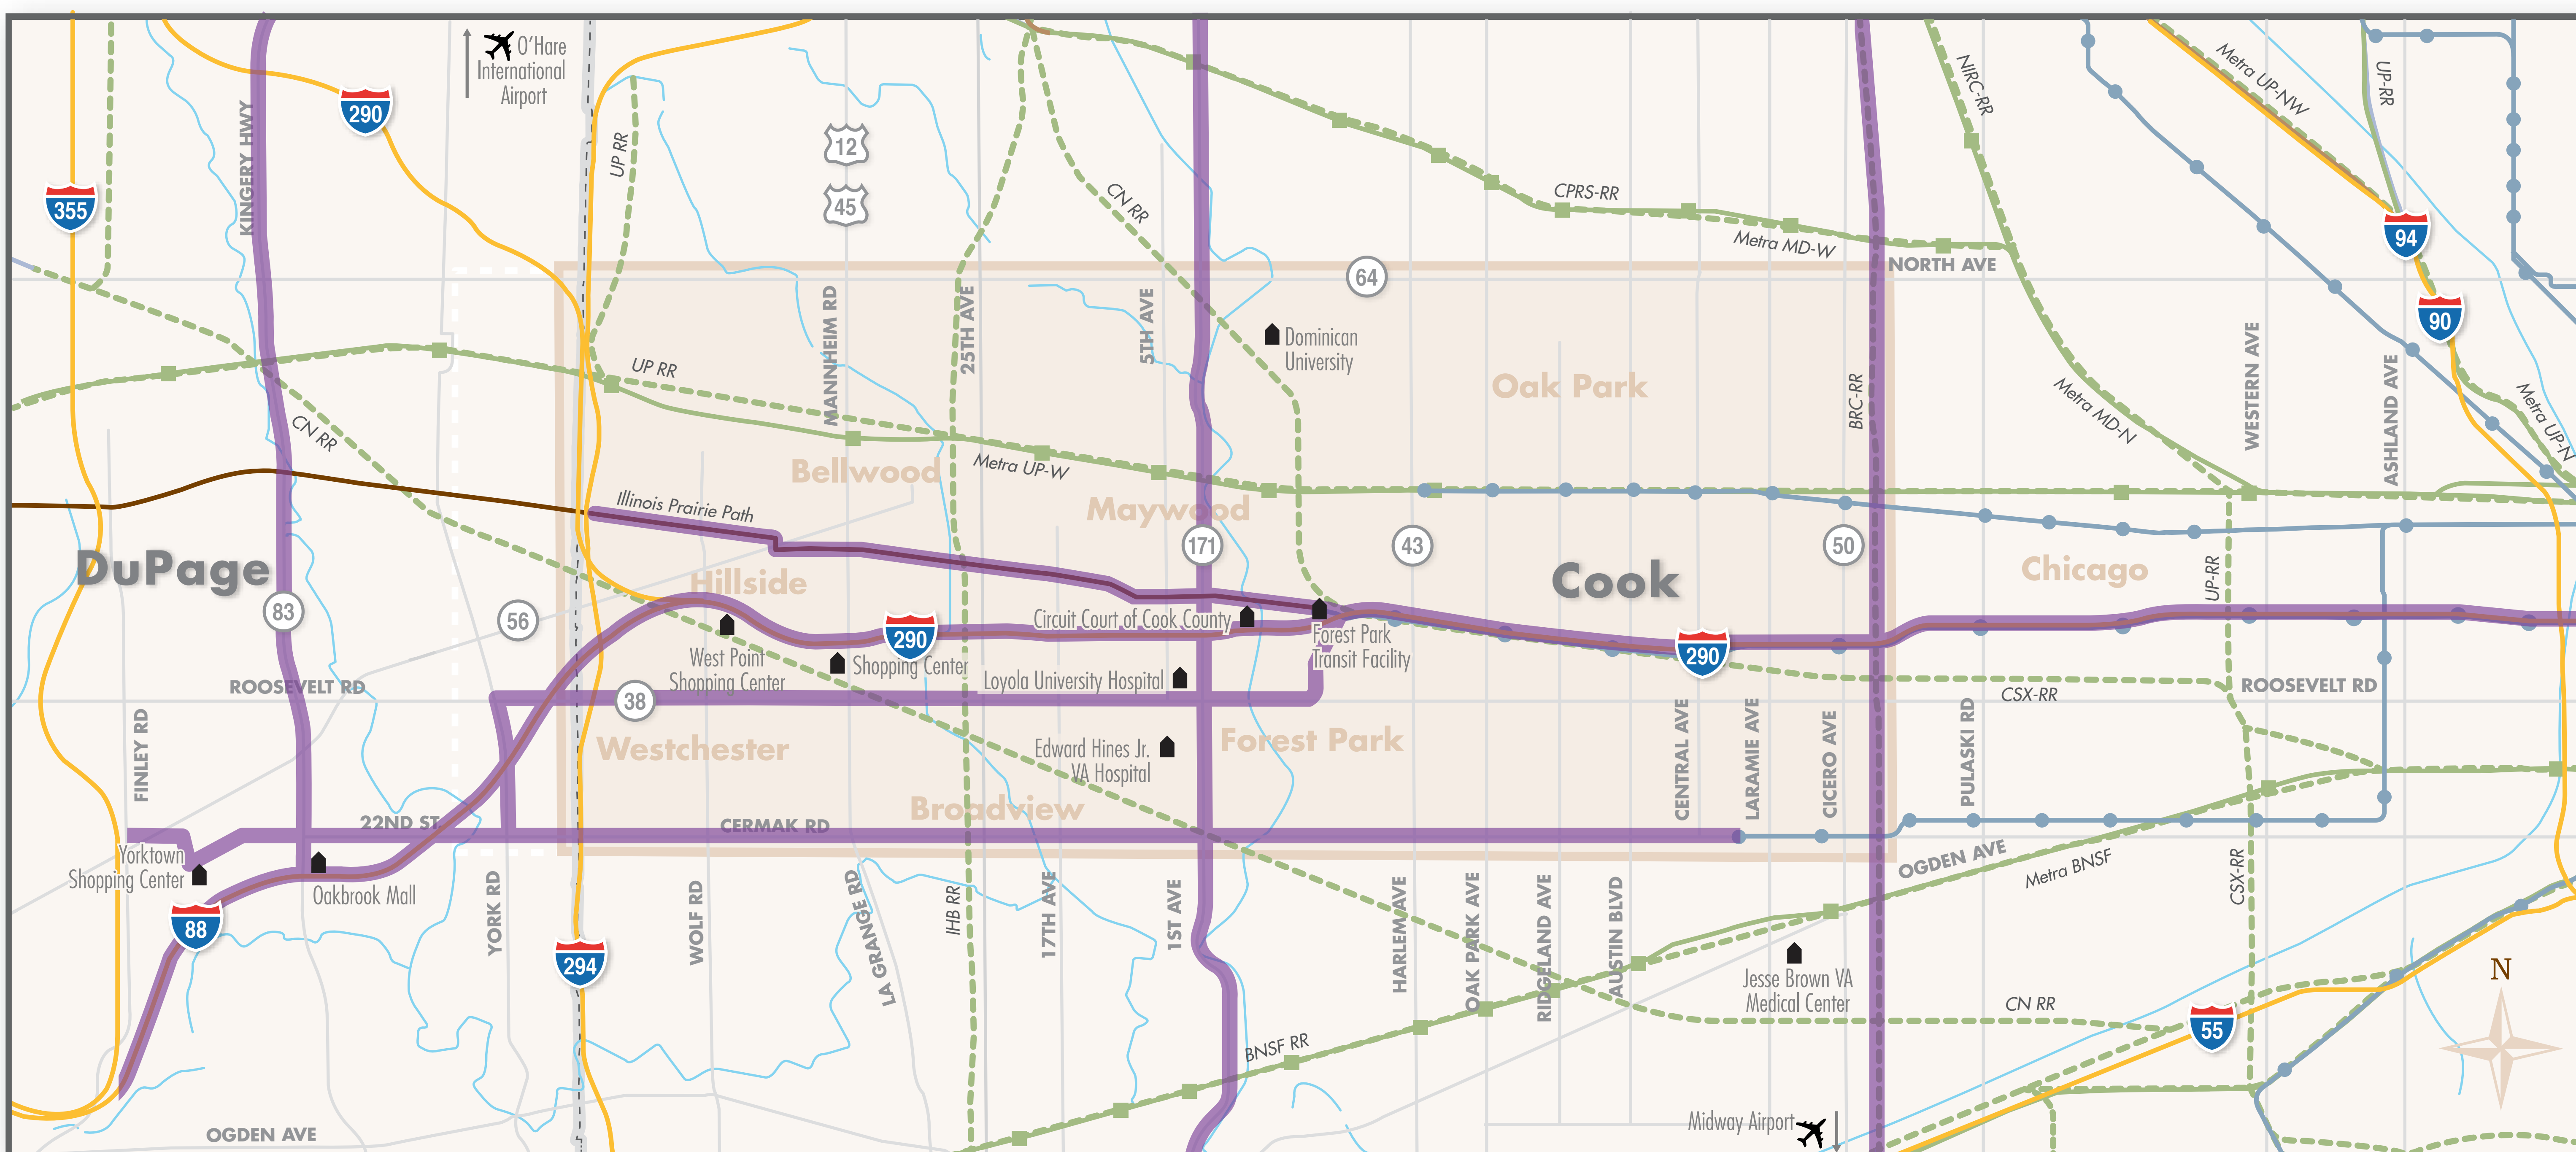 O'Hare
International
Airport
290
355
KINGERY HWY
UP RR
12
45
CN RR
CPRS-RR
Metra MD-W
NIRC-RR
Metra UP-NW
UP-RR
94
90
NORTH AVE
64
MANNHEIM RD
25TH AVE
5TH AVE
Dominican
University
Oak Park
BRC-RR
Metra MD-N
WESTERN AVE
ASHLAND AVE
Metra UP-N
UP RR
CN RR
Bellwood
Metra UP-W
Maywood
Illinois Prairie Path
171
43
50
DuPage
Hillside
Cook
Chicago
UP-RR
83
56
Circuit Court of Cook County
290
Forest Park
Transit Facility
290
West Point
Shopping Center
Shopping Center
Loyola University Hospital
ROOSEVELT RD
38
CSX-RR
ROOSEVELT RD
FINLEY RD
Westchester
Edward Hines Jr.
VA Hospital
Forest Park
CENTRAL AVE
LARAMIE AVE
CICERO AVE
PULASKI RD
Broadview
22ND ST
CERMAK RD
Yorktown
Shopping Center
Oakbrook Mall
88
YORK RD
294
WOLF RD
LA GRANGE RD
IHB RR
17TH AVE
1ST AVE
HARLEM AVE
OAK PARK AVE
RIDGELAND AVE
AUSTIN BLVD
OGDEN AVE
Metra BNSF
CSX-RR
Jesse Brown VA
Medical Center
CN RR
55
N
BNSF RR
Midway Airport
OGDEN AVE